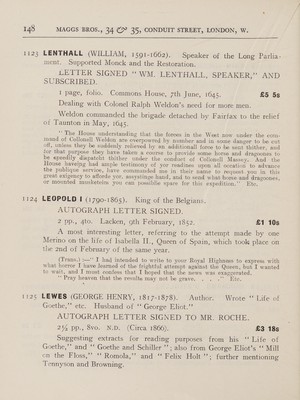 148 MAGGS BROS., 34 & 35, CONDUIT STREET, LONDON, W.
1123 LENTHALL (WILLIAM, 1591-1662). Speaker of the Long Parlia-
ment. Supported Monck and the Restoration.
LETTER SIGNED "WM. LENTHALL, SPEAKER," AND
SUBSCRIBED.
1 page, folio. Commons House, 7th June, 1645. £5 5s
Dealing with Colonel Ralph Weldon's need for more men.
Weldon commanded the brigade detached by Fairfax to the relief
of Taunton in May, 1645.
"The House understanding that the forces in the West now under the com-
mand of Collonell Weldon are overpowred by number and in some danger to be cut
off, unless they be suddenly relieved by an additional force to be sent thither; and
for that purpose they have taken a course to provide some horse and dragoones to
be speedily dispatcht thither under the conduct of Collonell Massey. And the
House haveing had ample testimony of yor readines upon all occation to advance
the publique service, have commanded me in their name to request you in this
great exigency to afforde yor. assystinge hand, and to send what horse and dragoones,
or mounted musketeirs you can possible spare for this expedition." Etc.
1124 LEOPOLD I (1790-1865). King of the Belgians.
AUTOGRAPH LETTER SIGNED.
2 pp., 4to. Lacken, 9th February, 1852. £1 10s
A most interesting letter, referring to the attempt made by one
Merino on the life of Isabella II., Queen of Spain, which took place on
the 2nd of February of the same year.
(Trans.):—"I had intended to write to your Royal Highness to express with
what horror I have learned of the frightful attempt against the Queen, but I wanted
to wait, and I must confess that I hoped that the news was exaggerated.
"Pray heaven that the results may not be grave. . . ." Etc.
1125 LEWES (GEORGE HENRY, 1817-1878). Author. Wrote "Life of
Goethe," etc. Husband of "George Eliot."
AUTOGRAPH LETTER SIGNED TO MR. ROCHE.
2½ pp., 8vo. N.D. (Circa 1866). £3 18s
Suggesting extracts (for reading purposes from his "Life of
Goethe," and "Goethe and Schiller"; also from George Eliot's "Mill
on the Floss," "Romola," and "Felix Holt"; further mentioning
Tennyson and Browning.